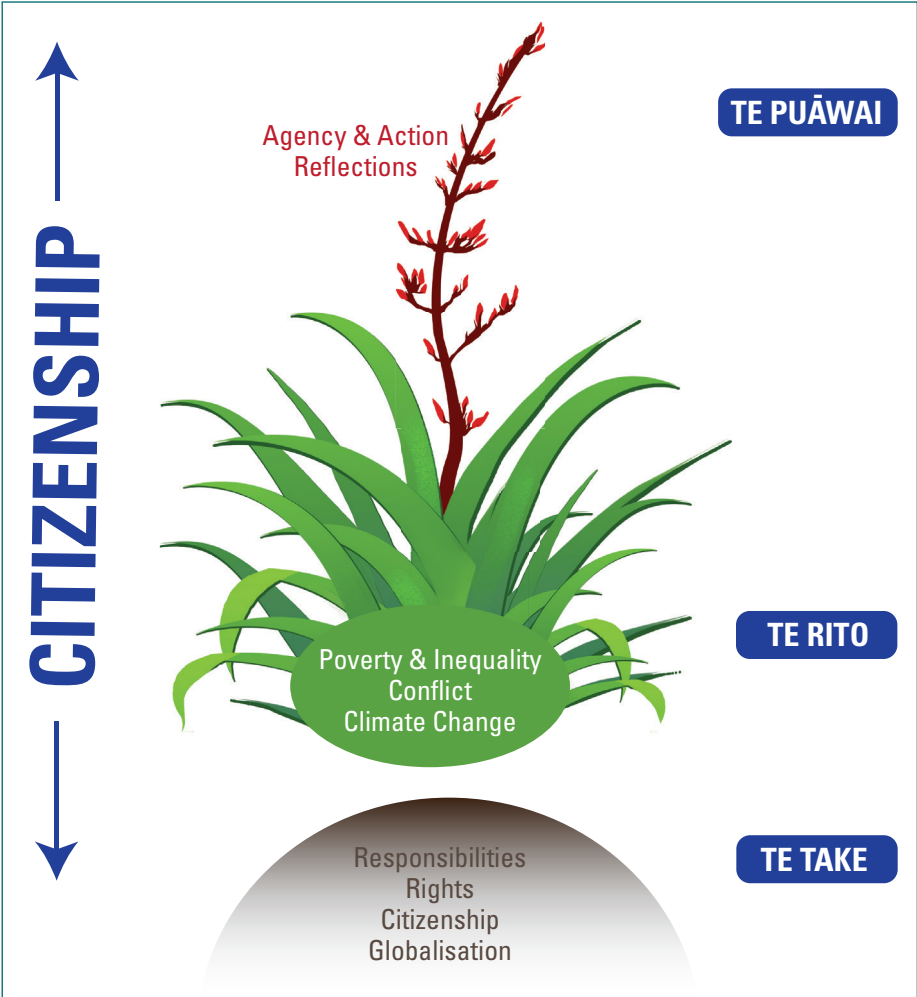 CITIZENSHIP
Agency & Action
Reflections
TE PUĀWAI
Poverty & Inequality
Conflict
Climate Change
TE RITO
Responsibilities
Rights
Citizenship
Globalisation
TE TAKE